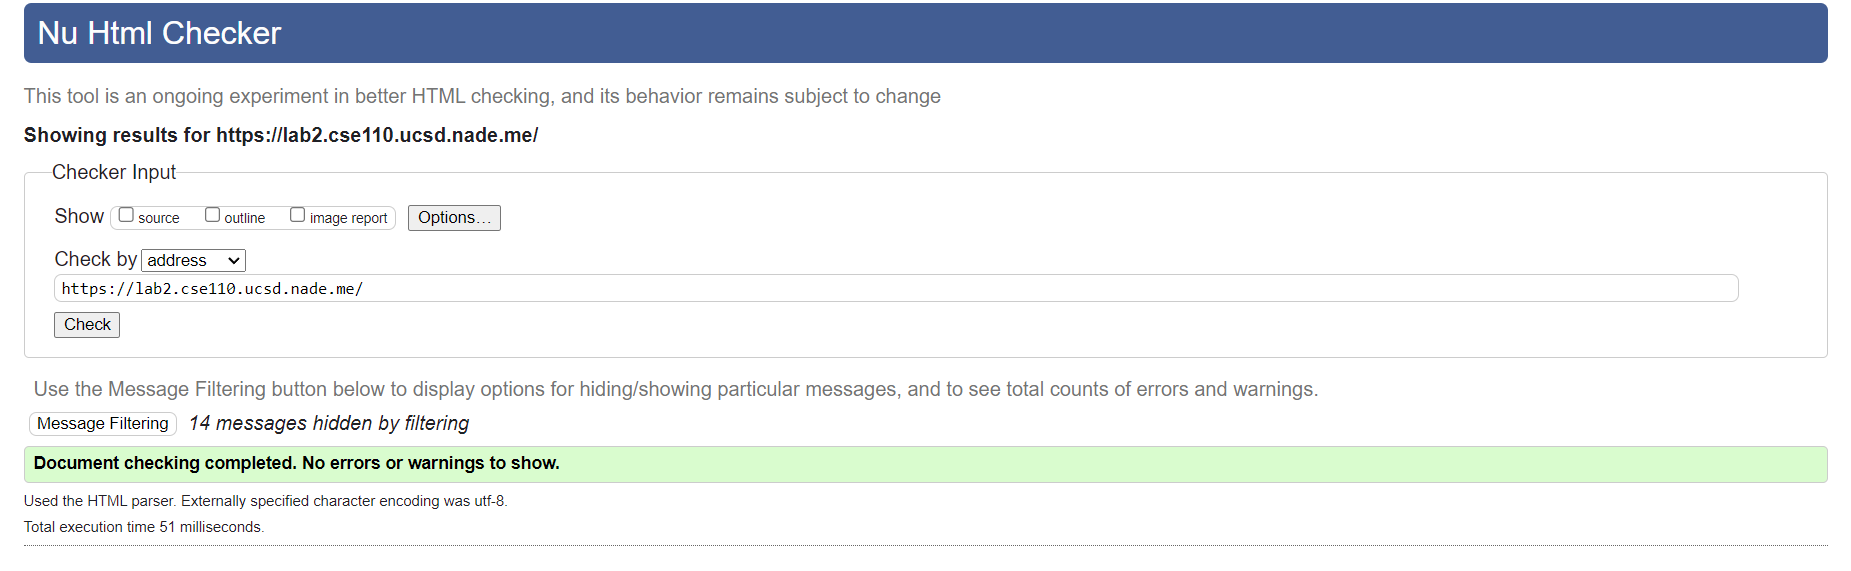 Nu Html Checker
This tool is an ongoing experiment in better HTML checking, and its behavior remains subject to change
Showing results for https://lab2.cse110.ucsd.nade.me/
Checker Input
Show source outline image report Options…
Check by address
https://lab2.cse110.ucsd.nade.me/
Check
Use the Message Filtering button below to display options for hiding/showing particular messages, and to see total counts of errors and warnings.
Message Filtering 14 messages hidden by filtering
Document checking completed. No errors or warnings to show.
Used the HTML parser. Externally specified character encoding was utf-8.
Total execution time 51 milliseconds.